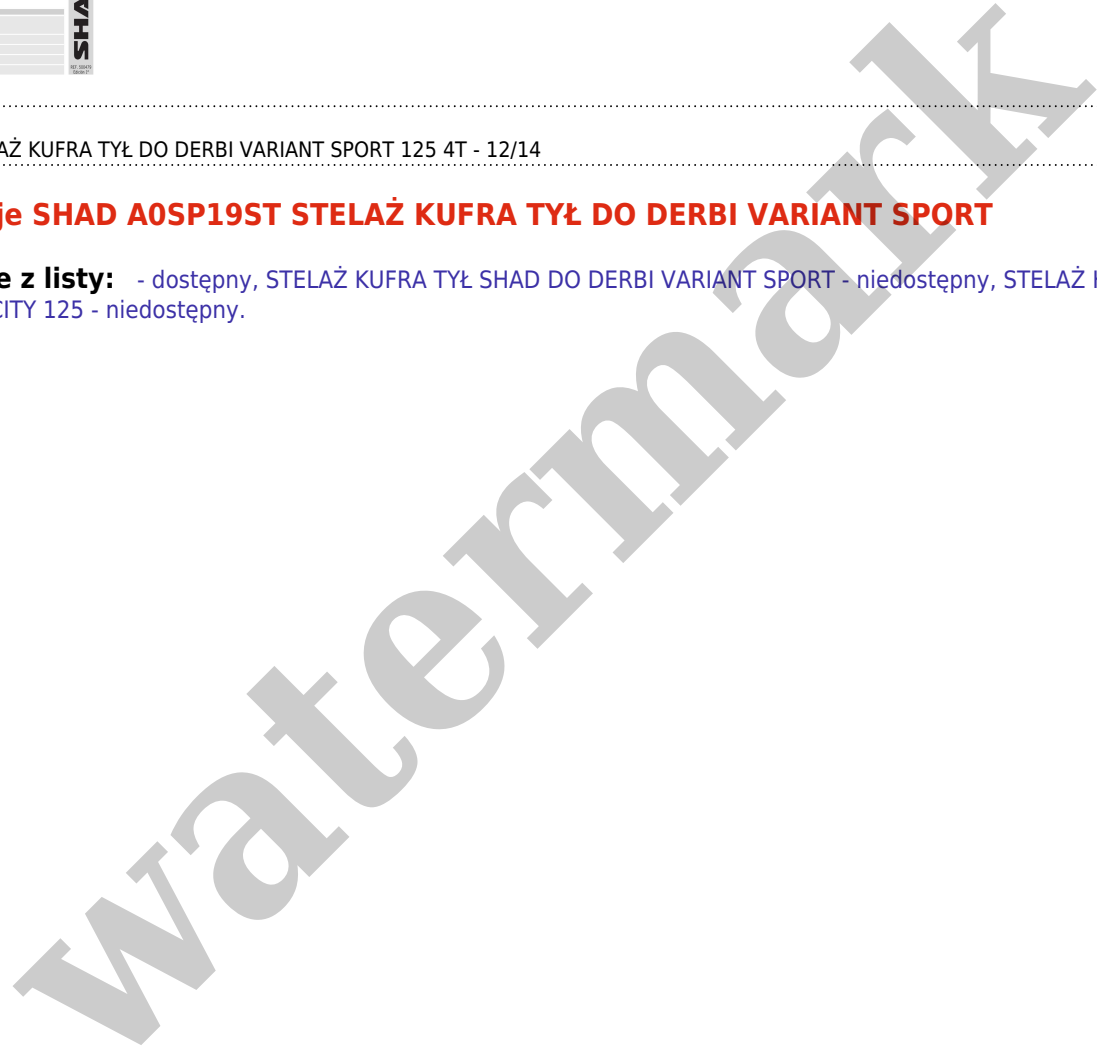 SHA
AŻ KUFRA TYŁ DO DERBI VARIANT SPORT 125 4T - 12/14
je SHAD A0SP19ST STELAŻ KUFRA TYŁ DO DERBI VARIANT SPORT
e z listy: - dostępny, STELAŻ KUFRA TYŁ SHAD DO DERBI VARIANT SPORT - niedostępny, STELAŻ
CITY 125 - niedostępny.
watermark